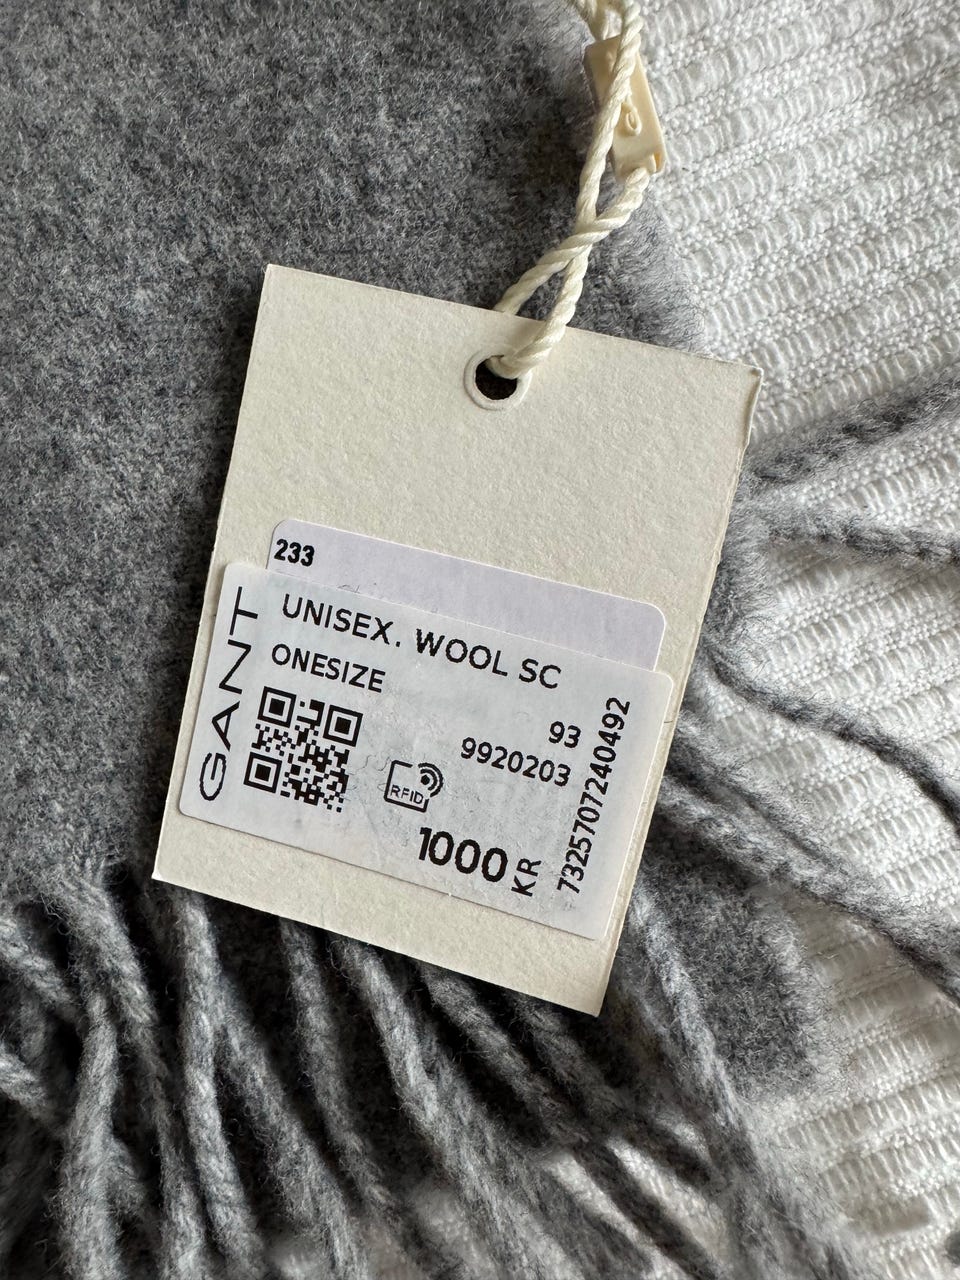 233
GANT
UNISEX. WOOL SC
ONESIZE
93
9920203
RFID
1000 KR
7325707240492